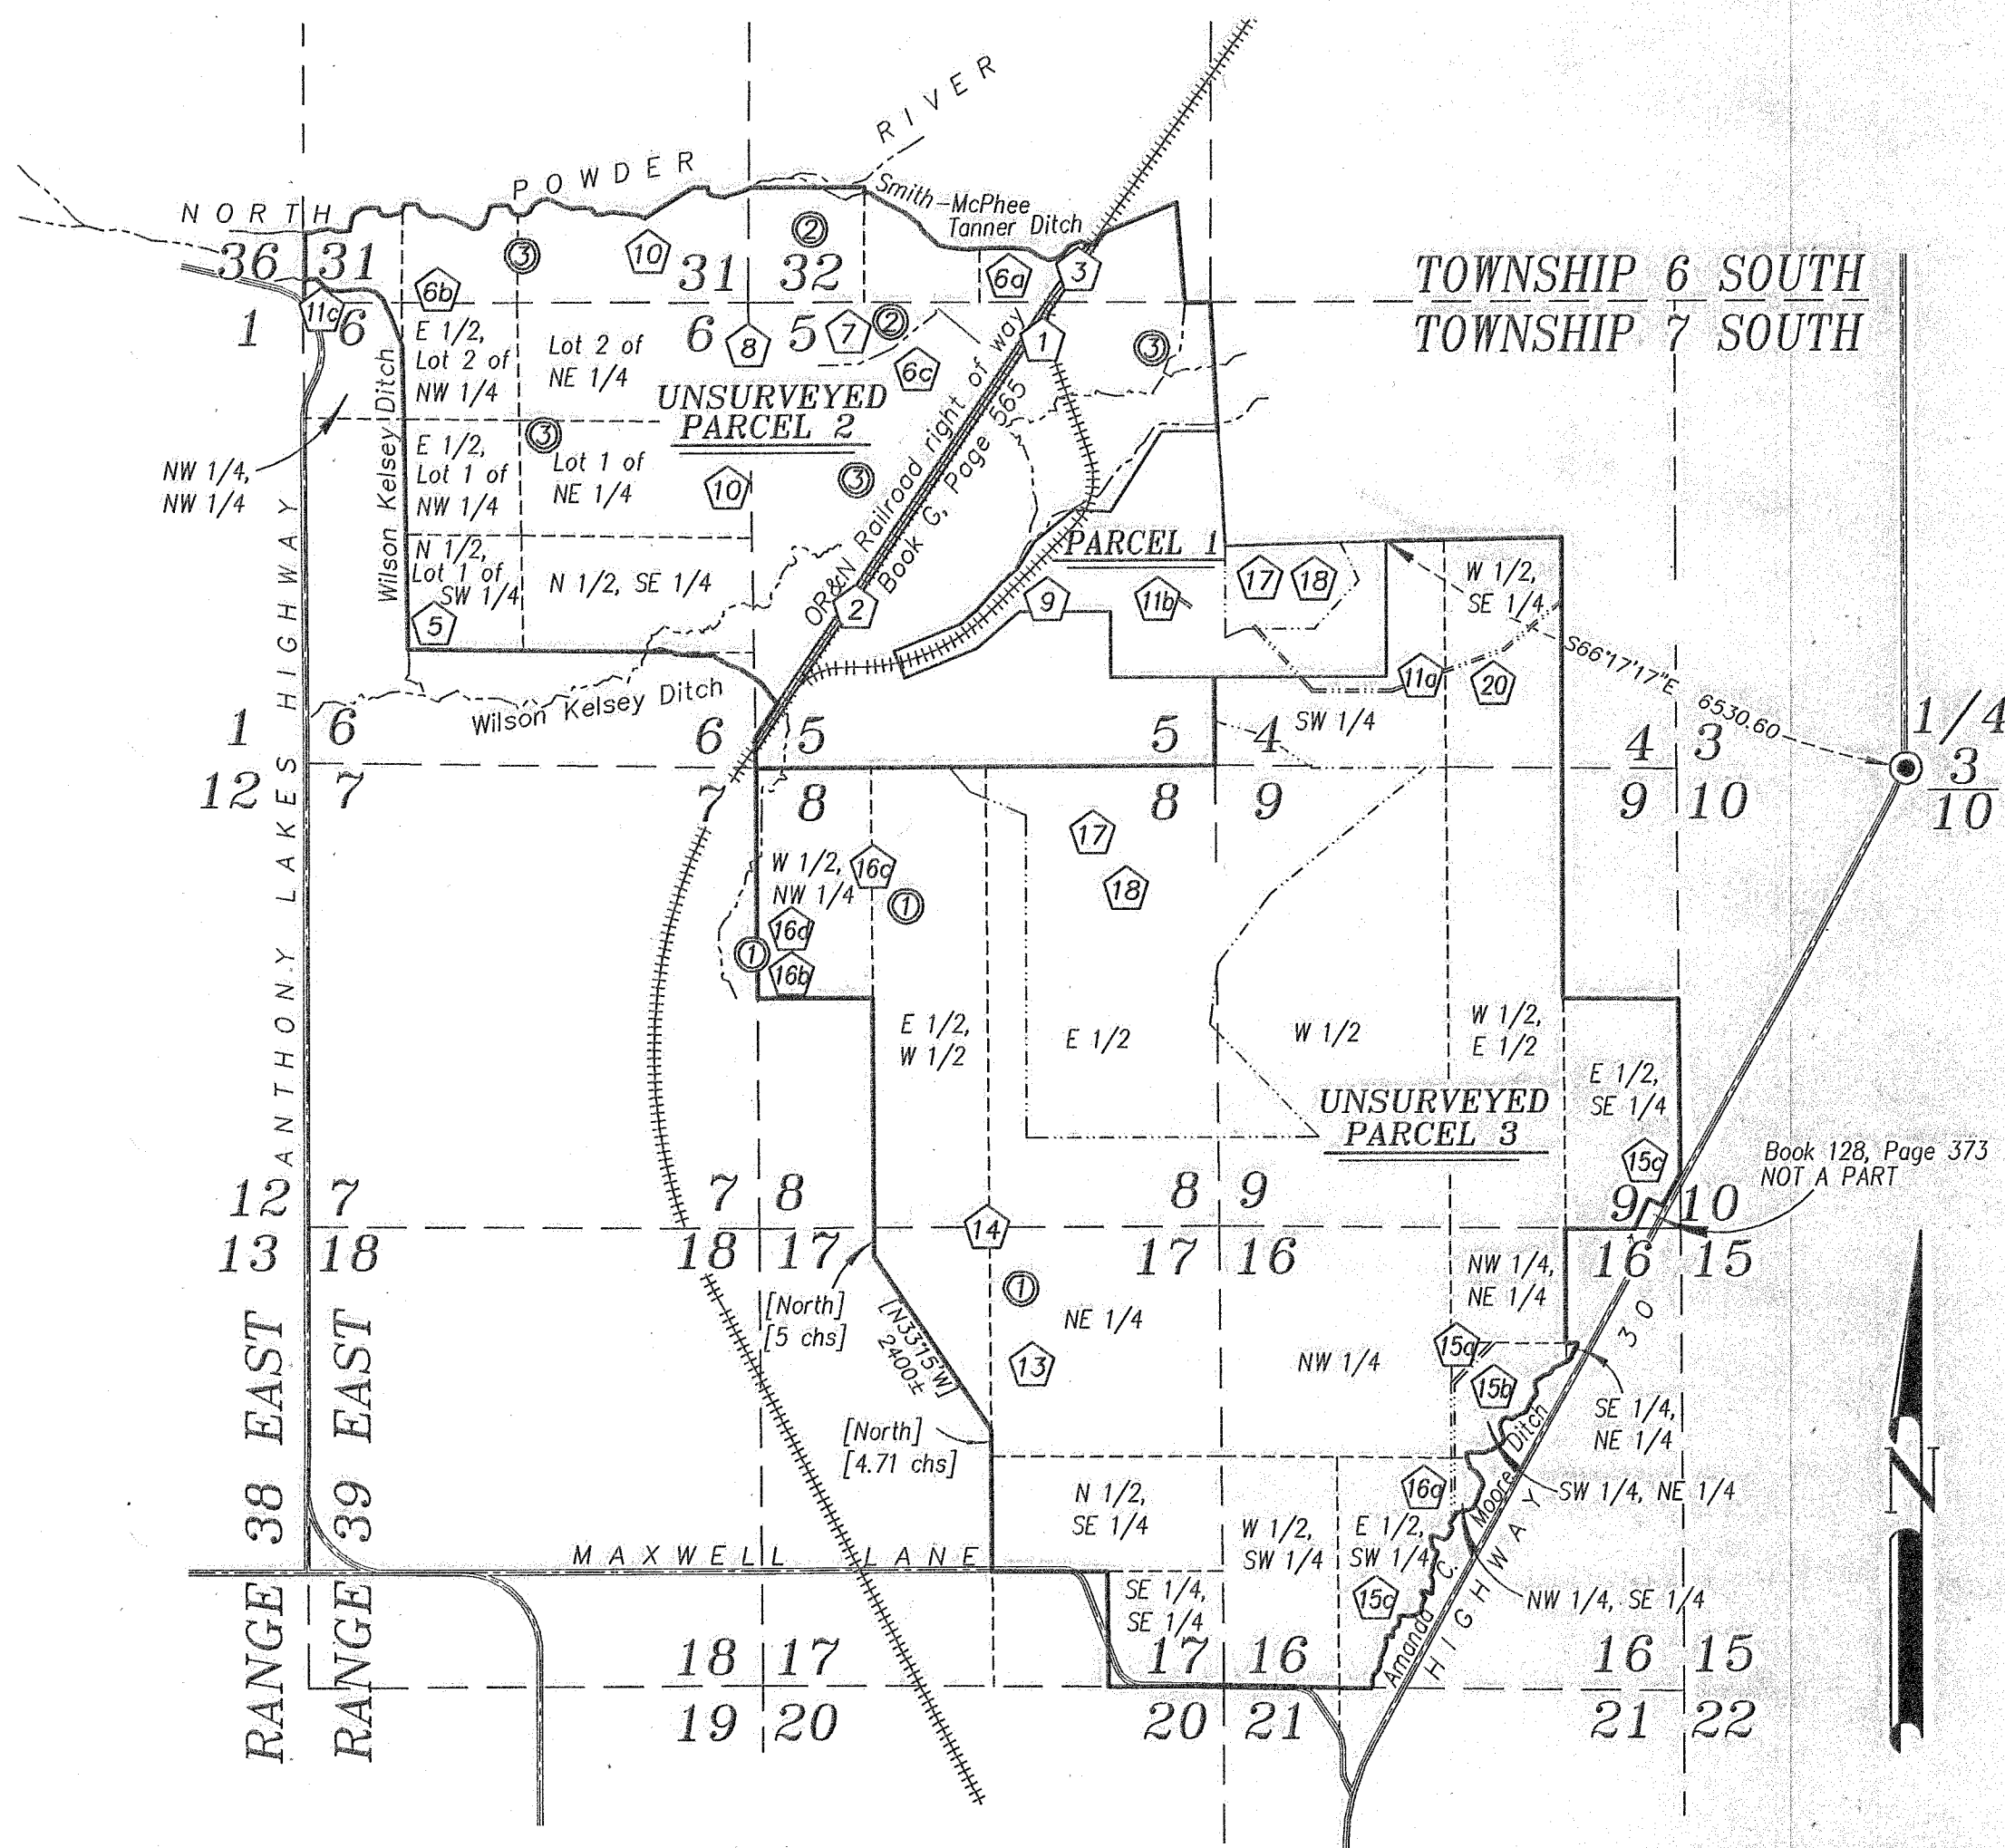 RIVER
POWDER
NORTH
Smith-McPhee
Tanner Ditch
36 31
31 32
3
10
2
6b
6a
3
11c
TOWNSHIP 6 SOUTH
TOWNSHIP 7 SOUTH
1 6
6 5
8
7
2
6c
1
3
E 1/2,
Lot 2 of
NW 1/4
Lot 2 of
NE 1/4
UNSURVEYED
PARCEL 2
OR&N Railroad right of way
Book G, Page 565
NW 1/4,
NW 1/4
Wilson Kelsey Ditch
3
E 1/2,
Lot 1 of
NW 1/4
Lot 1 of
NE 1/4
10
3
N 1/2,
Lot 1 of
SW 1/4
N 1/2, SE 1/4
5
2
PARCEL 1
9
11b
17
18
W 1/2,
SE 1/4
11a
20
S66°17'17"E
6530.60
1/4
3
10
Wilson Kelsey Ditch
SW 1/4
1 6
6 5
5 4
4 3
12 7
7 8
8 9
9 10
ANTHONY LAKES HIGHWAY
W 1/2,
NW 1/4
16c
1
16d
1
16b
17
18
E 1/2,
W 1/2
E 1/2
W 1/2
W 1/2,
E 1/2
UNSURVEYED
PARCEL 3
E 1/2,
SE 1/4
15c
Book 128, Page 373
NOT A PART
12 7
7 8
8 9
9 10
14
13 18
18 17
17 16
16 15
[North]
[5 chs]
[N33°15'W]
2400±
1
NE 1/4
13
NW 1/4
NW 1/4,
NE 1/4
15a
15b
SE 1/4,
NE 1/4
[North]
[4.71 chs]
N 1/2,
SE 1/4
W 1/2,
SW 1/4
E 1/2,
SW 1/4
16a
15c
SW 1/4, NE 1/4
NW 1/4, SE 1/4
Amanda C. Moore Ditch
HIGHWAY 30
MAXWELL LANE
SE 1/4,
SE 1/4
RANGE 38 EAST
RANGE 39 EAST
18 17
17 16
16 15
19 20
20 21
21 22
N